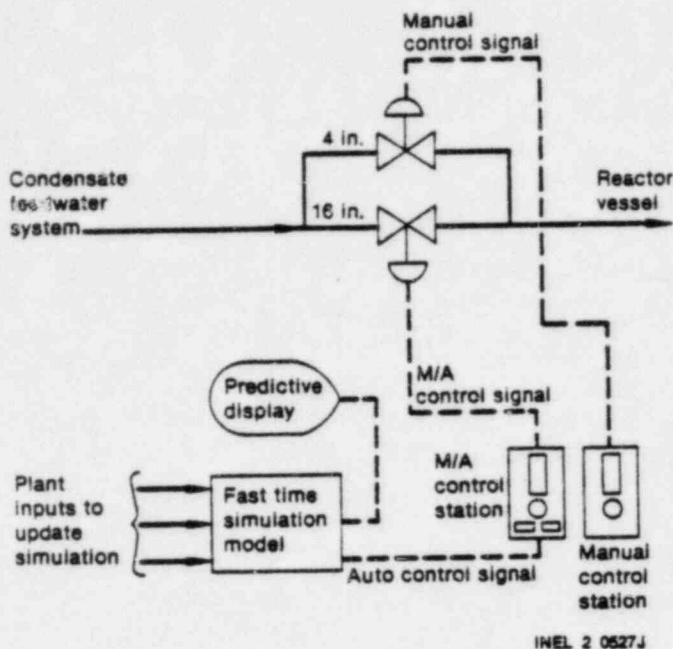 Manual
control signal
4 in.
Condensate
feedwater
system
16 in.
Reactor
vessel
M/A
control signal
Predictive
display
M/A
control
station
Plant
inputs to
update
simulation
Fast time
simulation
model
Auto control signal
Manual
control
station
INEL 2 0527J